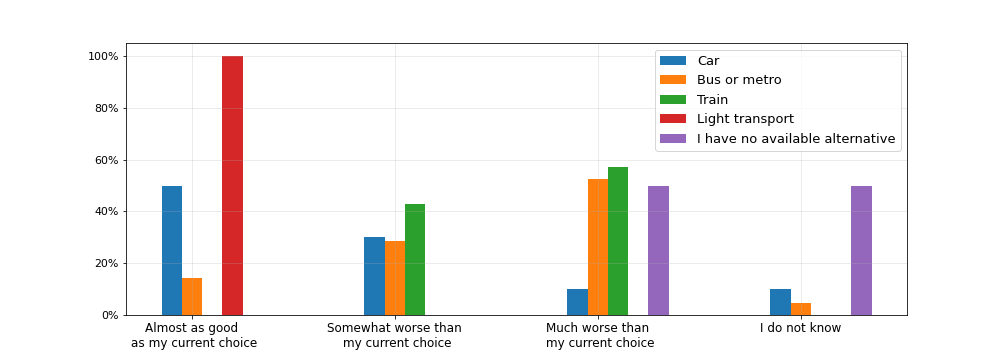 100%
80%
60%
40%
20%
0%
Car
Bus or metro
Train
Light transport
I have no available alternative
Almost as good
as my current choice
Somewhat worse than
my current choice
Much worse than
my current choice
I do not know